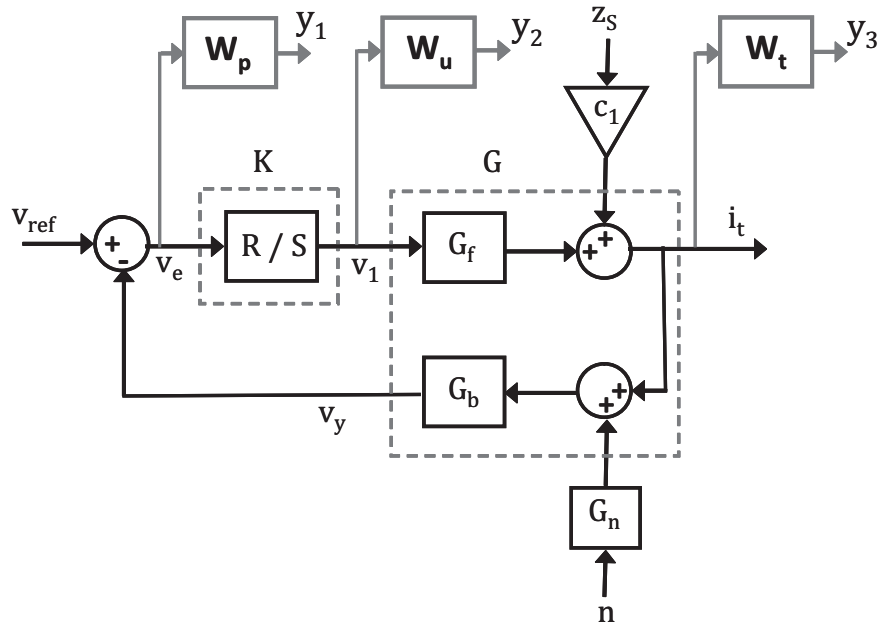 W_p
y_1
W_u
y_2
z_S
W_t
y_3
c_1
K
G
v_ref
+
-
v_e
R / S
v_1
G_f
+
+
i_t
v_y
G_b
+
+
G_n
n